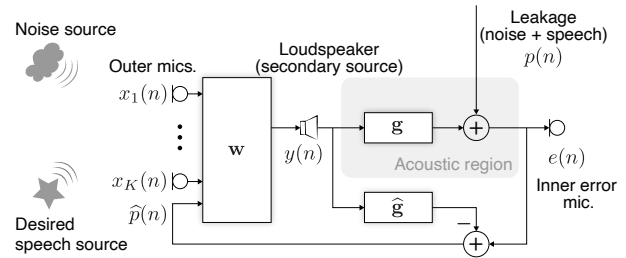 Noise source
Outer mics.
x₁(n)
x_K(n)
p̂(n)
Desired
speech source
w
Loudspeaker
(secondary source)
y(n)
g
ĝ
Acoustic region
+
Leakage
(noise + speech)
p(n)
e(n)
Inner error
mic.
−
+